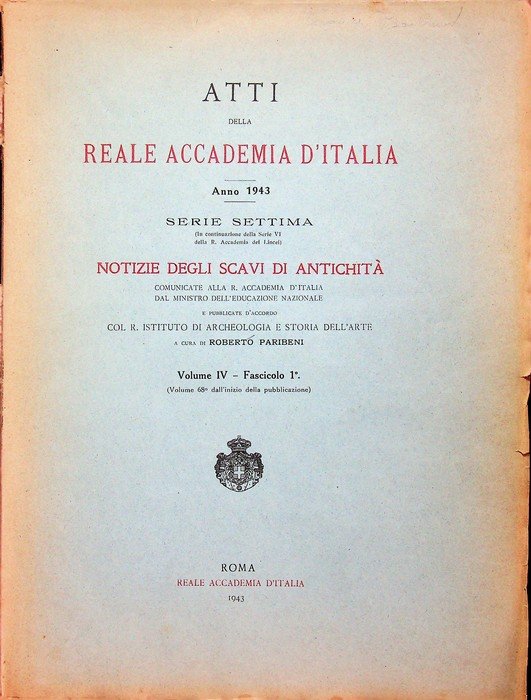 ATTI
DELLA
REALE ACCADEMIA D'ITALIA
Anno 1943
SERIE SETTIMA
(In continuazione della Serie VI
della R. Accademia dei Lincei)
NOTIZIE DEGLI SCAVI DI ANTICHITÀ
COMUNICATE ALLA R. ACCADEMIA D'ITALIA
DAL MINISTRO DELL'EDUCAZIONE NAZIONALE
E PUBBLICATE D'ACCORDO
COL R. ISTITUTO DI ARCHEOLOGIA E STORIA DELL'ARTE
A CURA DI ROBERTO PARIBENI
Volume IV - Fascicolo 1°.
(Volume 68° dall'inizio della pubblicazione)
ROMA
REALE ACCADEMIA D'ITALIA
1943